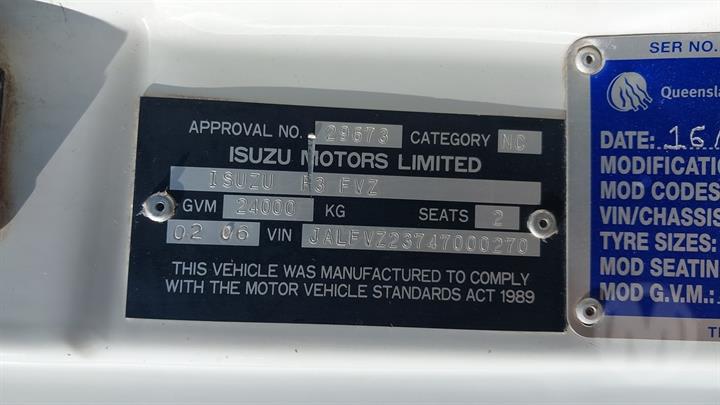 APPROVAL NO. 29673 CATEGORY NC
ISUZU MOTORS LIMITED
ISUZU F3 FVZ
GVM 24000 KG SEATS 2
02 06 VIN JALFVZ23747000270
THIS VEHICLE WAS MANUFACTURED TO COMPLY
WITH THE MOTOR VEHICLE STANDARDS ACT 1989
SER NO.
DATE: 16
MODIFICATIO
MOD CODES
VIN/CHASSIS
TYRE SIZES:
MOD SEATIN
MOD G.V.M.: